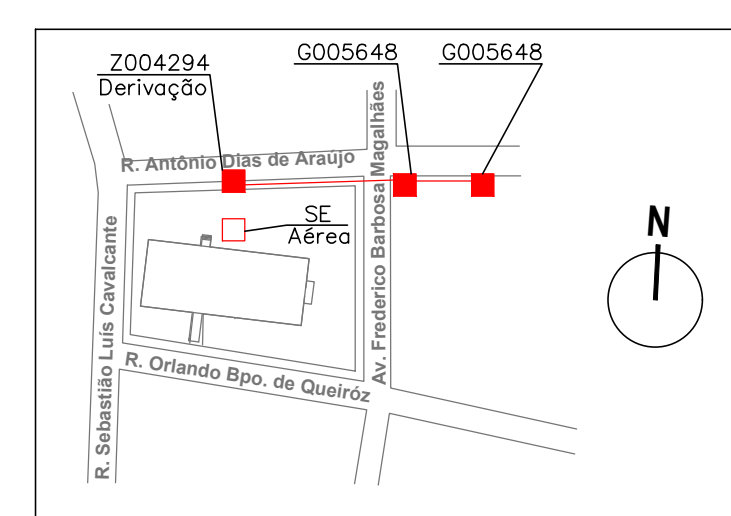 Z004294
Derivação
G005648
G005648
R. Antônio Dias de Araújo
Av. Frederico Barbosa Magalhães
SE
Aérea
N
R. Sebastião Luís Cavalcante
R. Orlando Bpo. de Queiróz